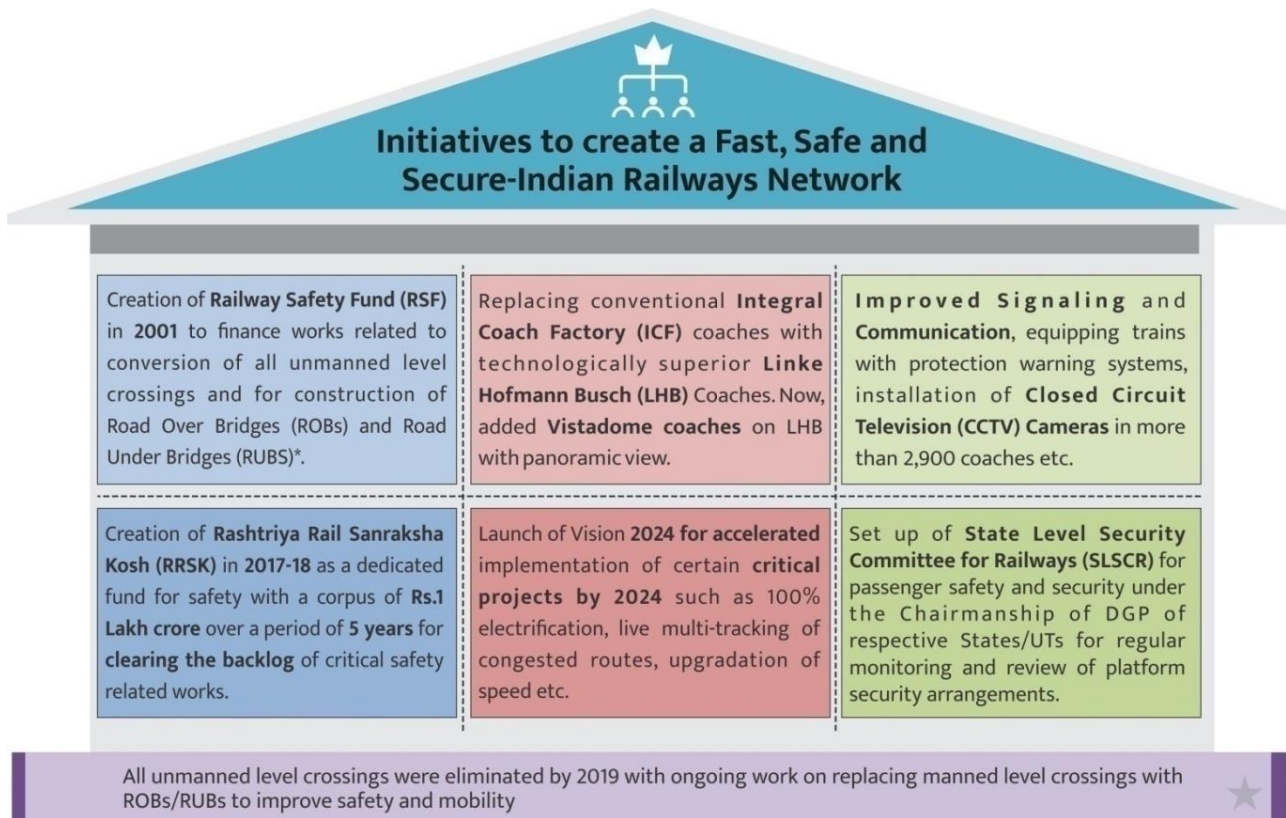 Initiatives to create a Fast, Safe and
Secure-Indian Railways Network
Creation of Railway Safety Fund (RSF)
in 2001 to finance works related to
conversion of all unmanned level
crossings and for construction of
Road Over Bridges (ROBs) and Road
Under Bridges (RUBS)*.
Replacing conventional Integral
Coach Factory (ICF) coaches with
technologically superior Linke
Hofmann Busch (LHB) Coaches. Now,
added Vistadome coaches on LHB
with panoramic view.
Improved Signaling and
Communication, equipping trains
with protection warning systems,
installation of Closed Circuit
Television (CCTV) Cameras in more
than 2,900 coaches etc.
Creation of Rashtriya Rail Sanraksha
Kosh (RRSK) in 2017-18 as a dedicated
fund for safety with a corpus of Rs.1
Lakh crore over a period of 5 years for
clearing the backlog of critical safety
related works.
Launch of Vision 2024 for accelerated
implementation of certain critical
projects by 2024 such as 100%
electrification, live multi-tracking of
congested routes, upgradation of
speed etc.
Set up of State Level Security
Committee for Railways (SLSCR) for
passenger safety and security under
the Chairmanship of DGP of
respective States/UTs for regular
monitoring and review of platform
security arrangements.
All unmanned level crossings were eliminated by 2019 with ongoing work on replacing manned level crossings with
ROBs/RUBs to improve safety and mobility